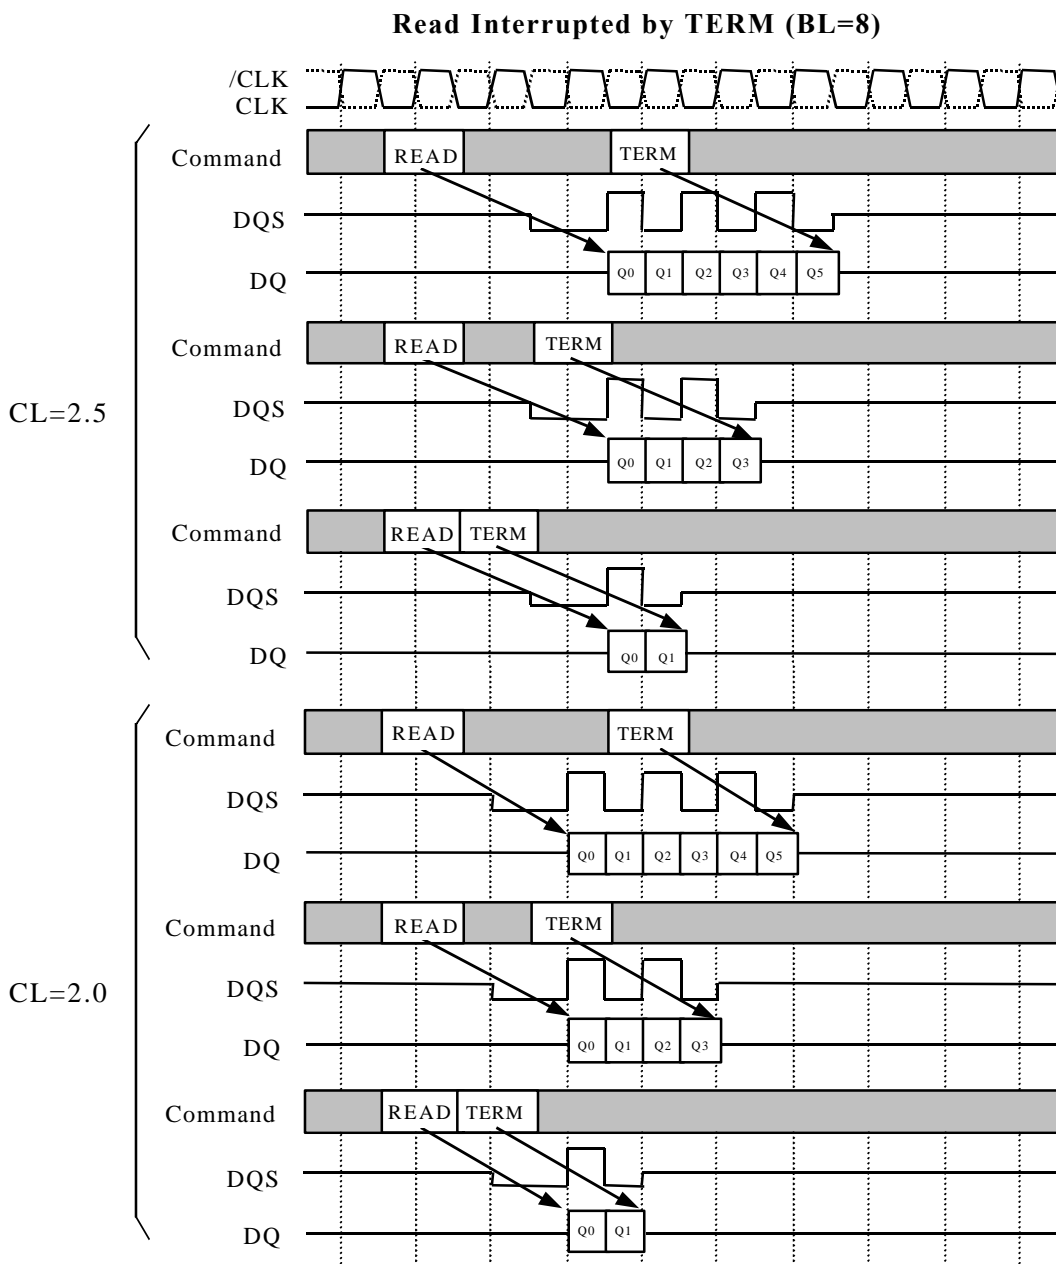 Read Interrupted by TERM (BL=8)
/CLK
CLK
Command READ TERM
DQS
DQ Q0 Q1 Q2 Q3 Q4 Q5
Command READ TERM
CL=2.5 DQS
DQ Q0 Q1 Q2 Q3
Command READ TERM
DQS
DQ Q0 Q1
Command READ TERM
DQS
DQ Q0 Q1 Q2 Q3 Q4 Q5
Command READ TERM
CL=2.0 DQS
DQ Q0 Q1 Q2 Q3
Command READ TERM
DQS
DQ Q0 Q1